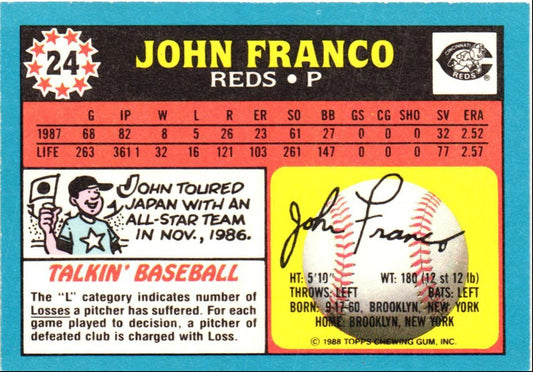 24
JOHN FRANCO
REDS • P
CINCINNATI
REDS
G IP W L R ER SO BB GS CG SHO SV ERA
1987 68 82 8 5 26 23 61 27 0 0 0 32 2.52
LIFE 263 361 1 32 16 121 103 261 147 0 0 0 77 2.57
JOHN TOURED
JAPAN WITH AN
ALL-STAR TEAM
IN NOV., 1986.
TALKIN' BASEBALL
The "L" category indicates number of
Losses a pitcher has suffered. For each
game played to decision, a pitcher of
defeated club is charged with Loss.
John Franco
HT: 5'10" WT: 180 (12 st 12 lb)
THROWS: LEFT BATS: LEFT
BORN: 9-17-60, BROOKLYN, NEW YORK
HOME: BROOKLYN, NEW YORK
© 1988 TOPPS CHEWING GUM, INC.